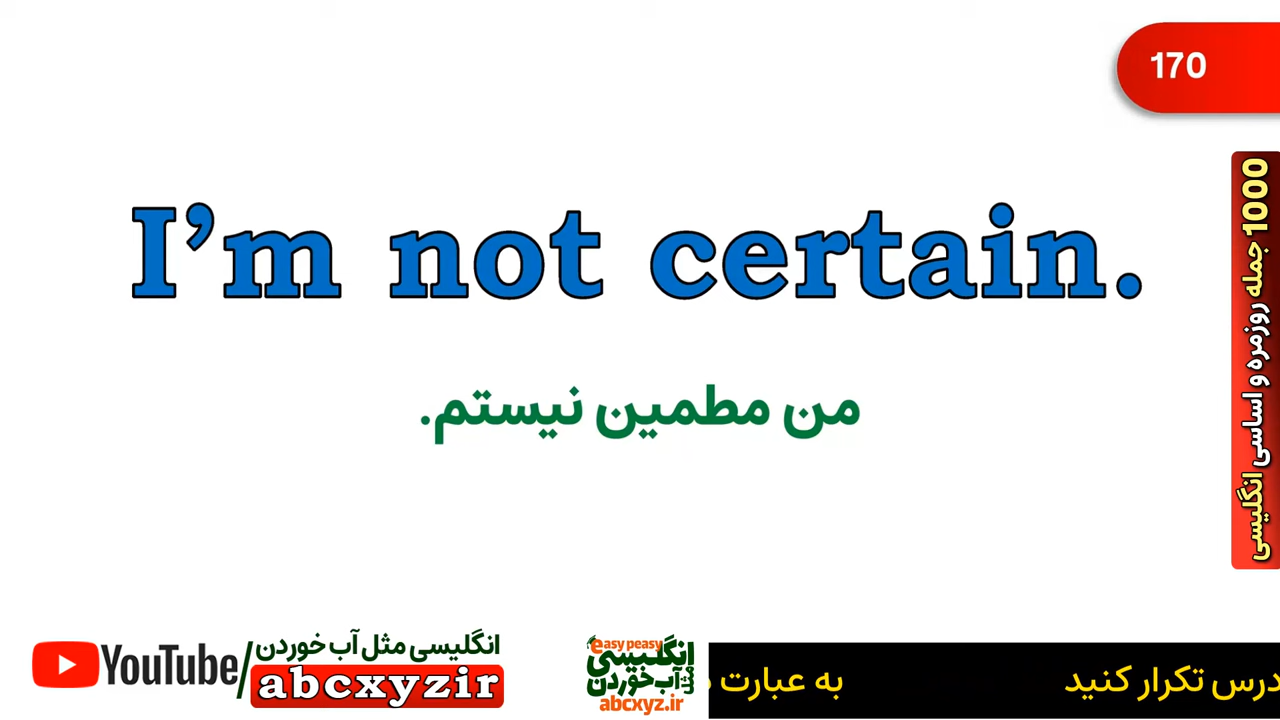 170
I'm not certain.
من مطمین نیستم.
1000 جمله روزمره و اساسی انگلیسی
YouTube/
انگلیسی مثل آب خوردن
abcxyzir
easy peasy
انگلیسی
مثل آب خوردن
abcxyz.ir
درس تکرار کنید به عبارت